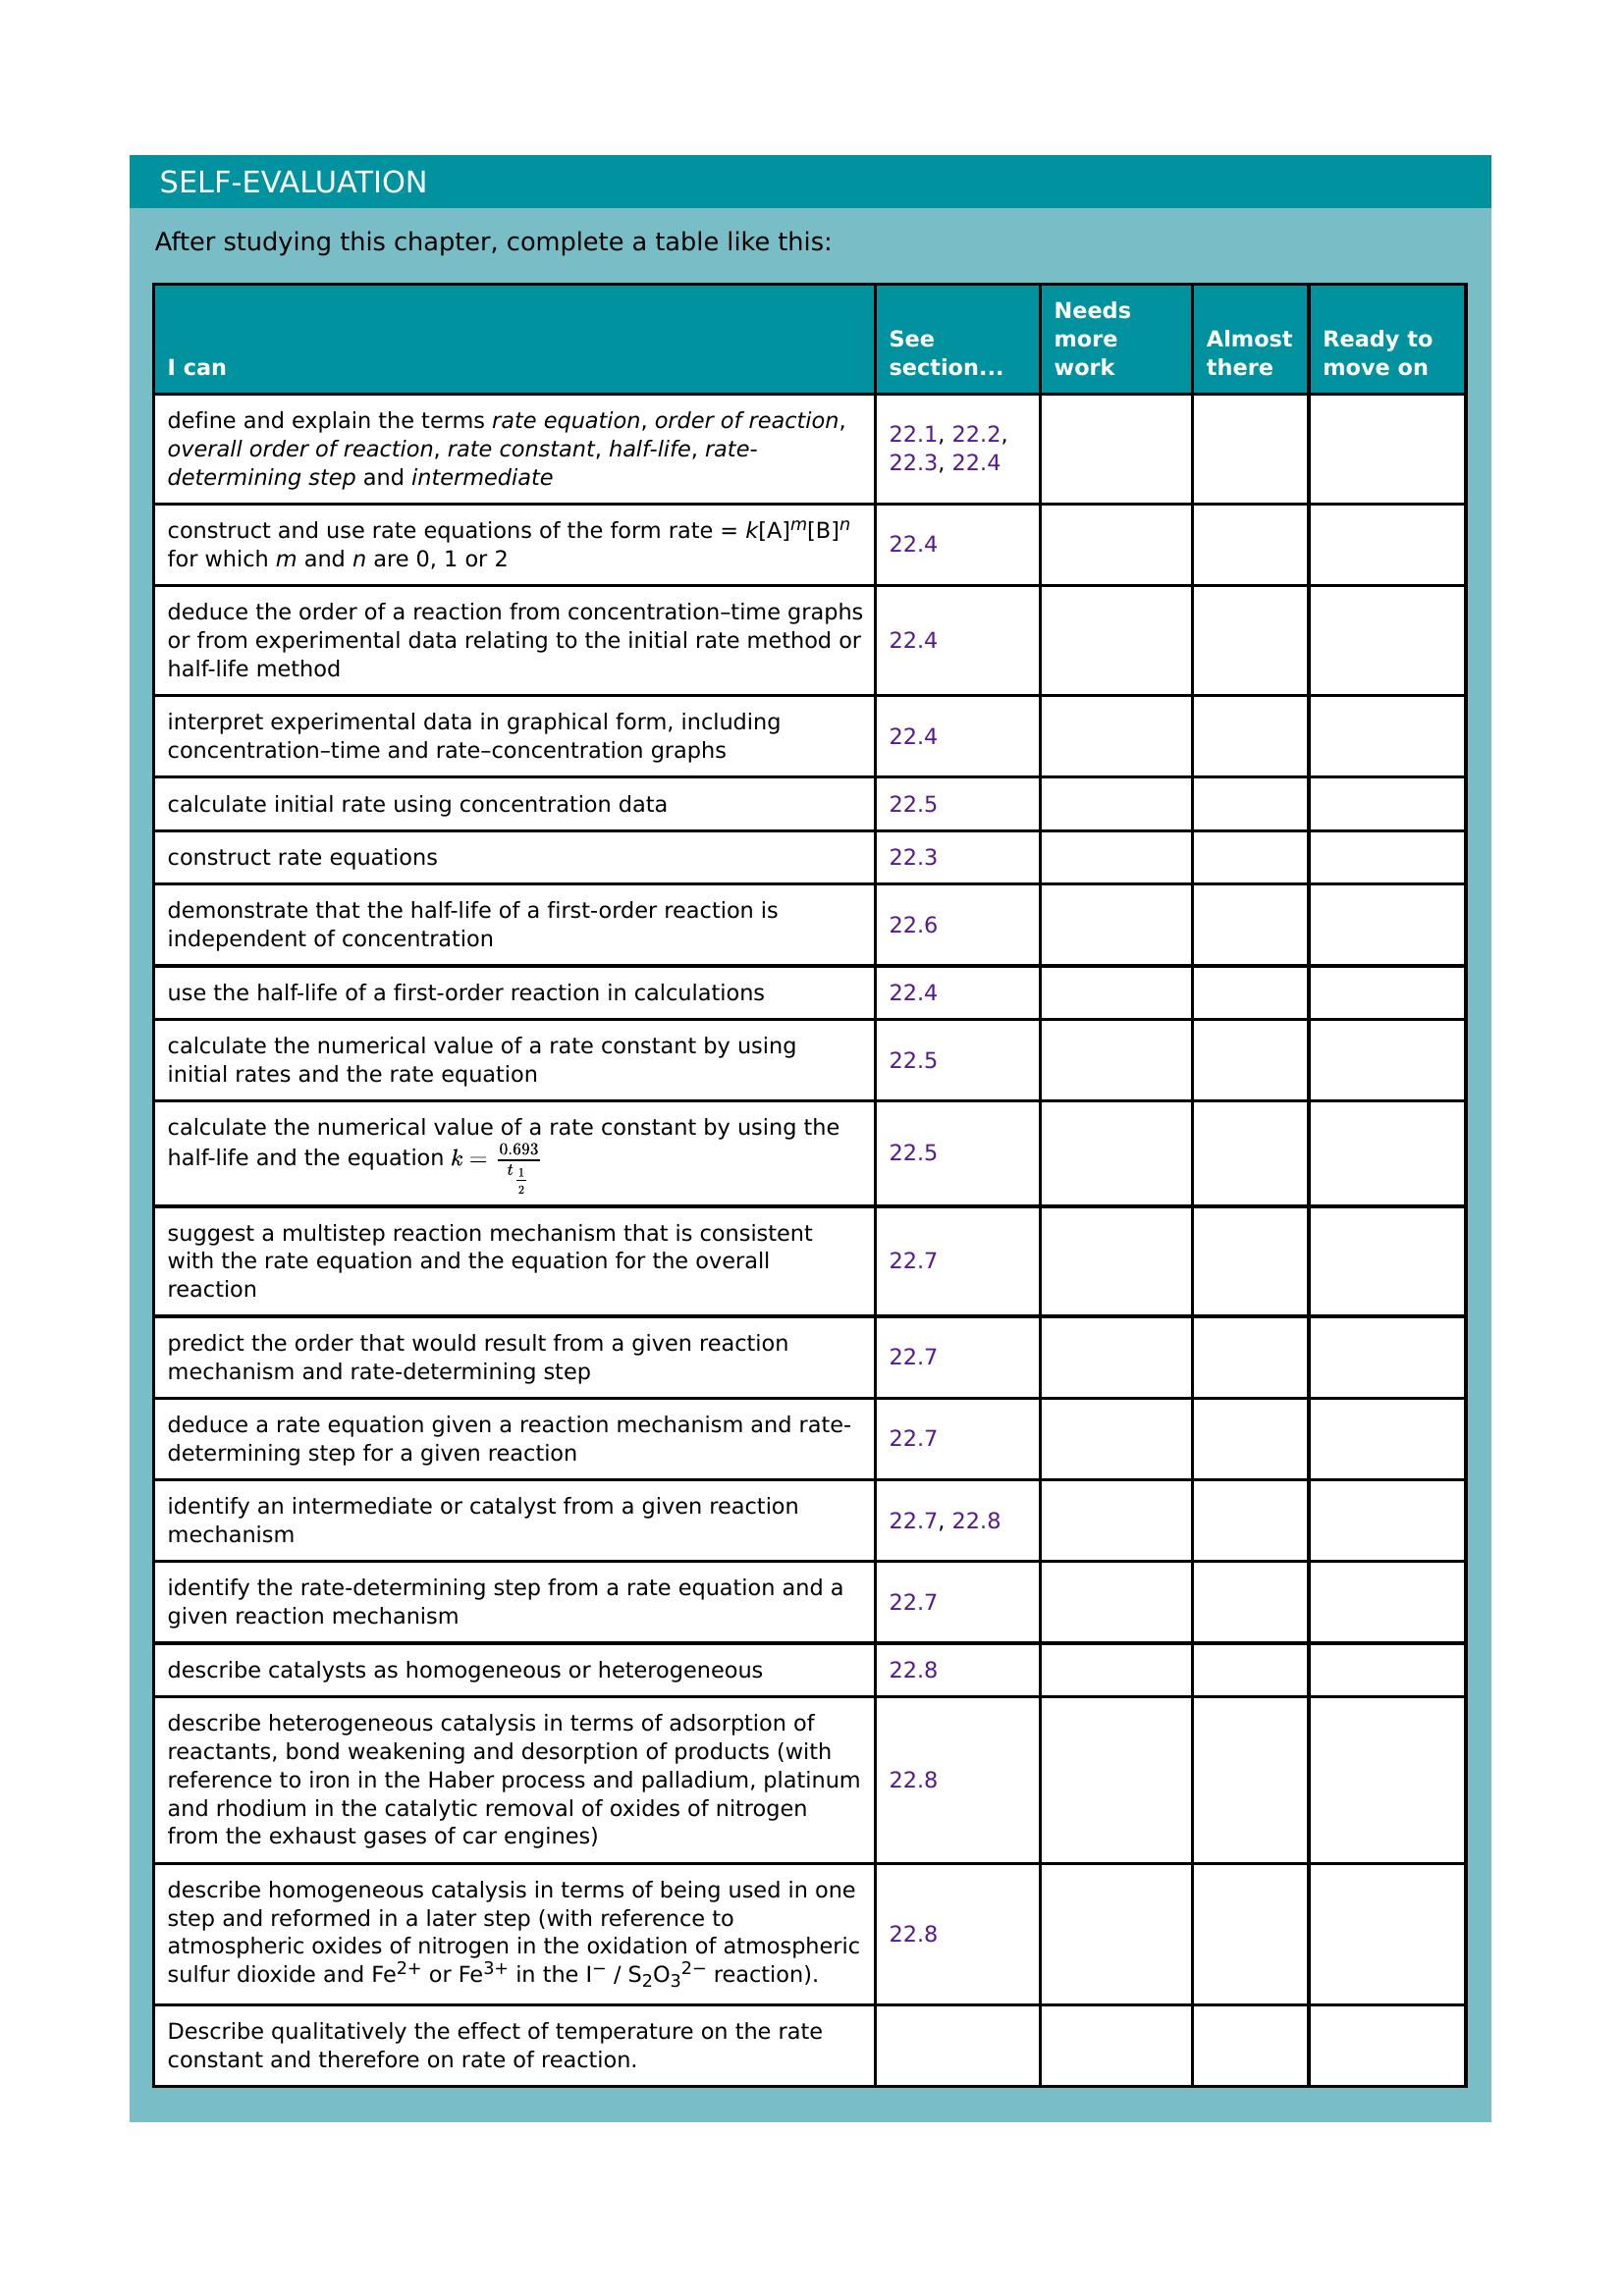 SELF-EVALUATION
After studying this chapter, complete a table like this:
I can
See
section...
Needs
more
work
Almost
there
Ready to
move on
define and explain the terms rate equation, order of reaction,
overall order of reaction, rate constant, half-life, rate-
determining step and intermediate
22.1, 22.2,
22.3, 22.4
construct and use rate equations of the form rate = k[A]ᵐ[B]ⁿ
for which m and n are 0, 1 or 2
22.4
deduce the order of a reaction from concentration–time graphs
or from experimental data relating to the initial rate method or
half-life method
22.4
interpret experimental data in graphical form, including
concentration–time and rate–concentration graphs
22.4
calculate initial rate using concentration data
22.5
construct rate equations
22.3
demonstrate that the half-life of a first-order reaction is
independent of concentration
22.6
use the half-life of a first-order reaction in calculations
22.4
calculate the numerical value of a rate constant by using
initial rates and the rate equation
22.5
calculate the numerical value of a rate constant by using the
half-life and the equation k = 0.693 / t 1/2
22.5
suggest a multistep reaction mechanism that is consistent
with the rate equation and the equation for the overall
reaction
22.7
predict the order that would result from a given reaction
mechanism and rate-determining step
22.7
deduce a rate equation given a reaction mechanism and rate-
determining step for a given reaction
22.7
identify an intermediate or catalyst from a given reaction
mechanism
22.7, 22.8
identify the rate-determining step from a rate equation and a
given reaction mechanism
22.7
describe catalysts as homogeneous or heterogeneous
22.8
describe heterogeneous catalysis in terms of adsorption of
reactants, bond weakening and desorption of products (with
reference to iron in the Haber process and palladium, platinum
and rhodium in the catalytic removal of oxides of nitrogen
from the exhaust gases of car engines)
22.8
describe homogeneous catalysis in terms of being used in one
step and reformed in a later step (with reference to
atmospheric oxides of nitrogen in the oxidation of atmospheric
sulfur dioxide and Fe²⁺ or Fe³⁺ in the I⁻ / S₂O₃²⁻ reaction).
22.8
Describe qualitatively the effect of temperature on the rate
constant and therefore on rate of reaction.